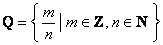 Q = { m/n | m ∈ Z, n ∈ N }